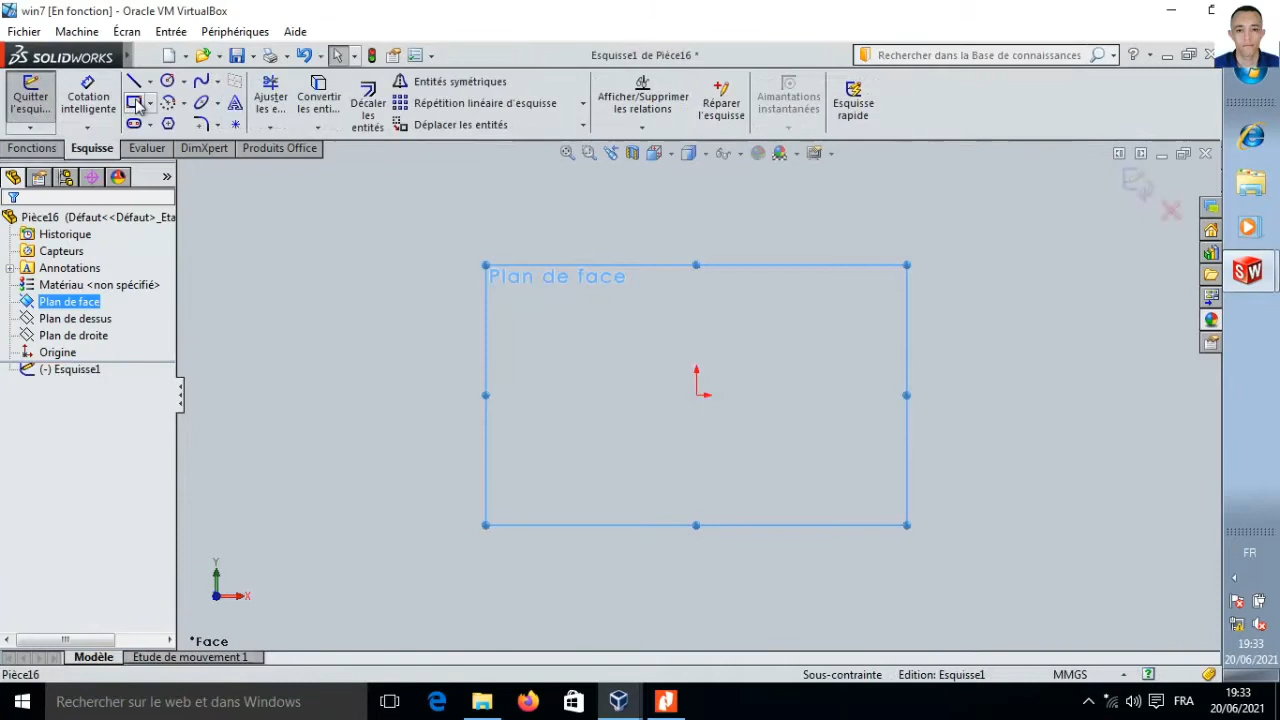 win7 [En fonction] - Oracle VM VirtualBox
Fichier Machine Écran Entrée Périphériques Aide
SOLIDWORKS
Esquisse1 de Pièce16 *
Rechercher dans la Base de connaissances
Quitter l'esqui...
Cotation intelligente
Ajuster les e...
Convertir les enti...
Décaler les entités
Entités symétriques
Répétition linéaire d'esquisse
Déplacer les entités
Afficher/Supprimer les relations
Réparer l'esquisse
Aimantations instantanées
Esquisse rapide
Fonctions Esquisse Evaluer DimXpert Produits Office
Pièce16 (Défaut<<Défaut>_Eta
Historique
Capteurs
Annotations
Matériau <non spécifié>
Plan de face
Plan de dessus
Plan de droite
Origine
(-) Esquisse1
Plan de face
Y
X
*Face
Modèle Etude de mouvement 1
Pièce16
Sous-contrainte Edition: Esquisse1 MMGS
FR
19:33
20/06/2021
Rechercher sur le web et dans Windows
FRA
19:33
20/06/2021